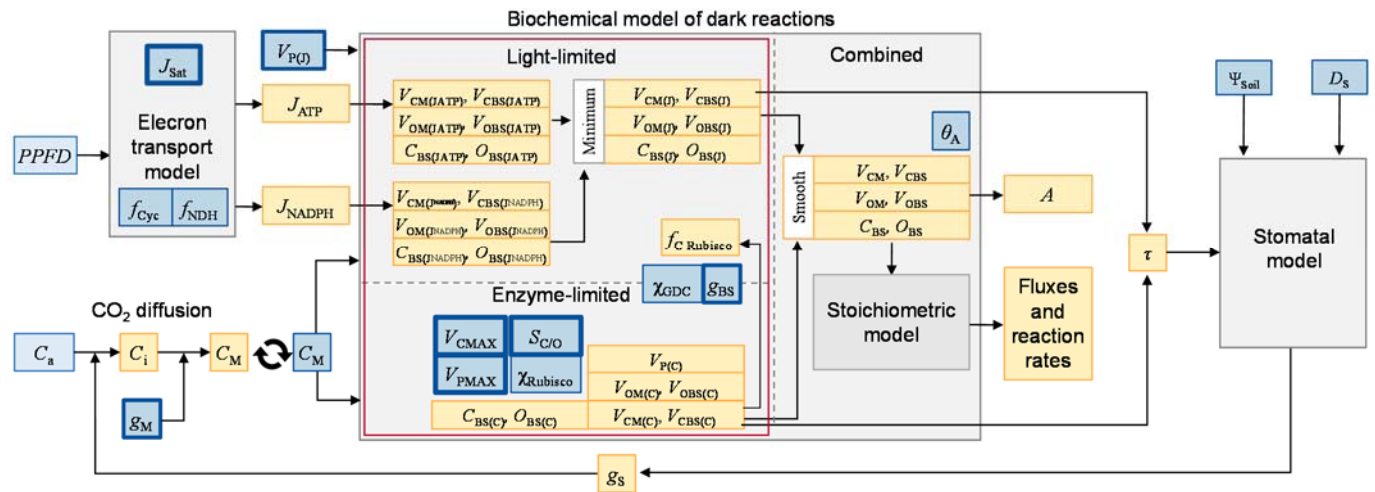 Biochemical model of dark reactions
PPFD
J_Sat
Elecron
transport
model
f_Cyc
f_NDH
V_P(J)
J_ATP
J_NADPH
Light-limited
V_CM(JATP), V_CBS(JATP)
V_OM(JATP), V_OBS(JATP)
C_BS(JATP), O_BS(JATP)
V_CM(JNADPH), V_CBS(JNADPH)
V_OM(JNADPH), V_OBS(JNADPH)
C_BS(JNADPH), O_BS(JNADPH)
Minimum
V_CM(J), V_CBS(J)
V_OM(J), V_OBS(J)
C_BS(J), O_BS(J)
f_C Rubisco
χ_GDC
g_BS
Enzyme-limited
V_CMAX
S_C/O
V_PMAX
χ_Rubisco
V_P(C)
V_OM(C), V_OBS(C)
C_BS(C), O_BS(C)
V_CM(C), V_CBS(C)
Combined
θ_A
Smooth
V_CM, V_CBS
V_OM, V_OBS
C_BS, O_BS
A
Stoichiometric
model
Fluxes
and
reaction
rates
τ
Ψ_Soil
D_S
Stomatal
model
CO₂ diffusion
C_a
C_i
C_M
C_M
g_M
g_S